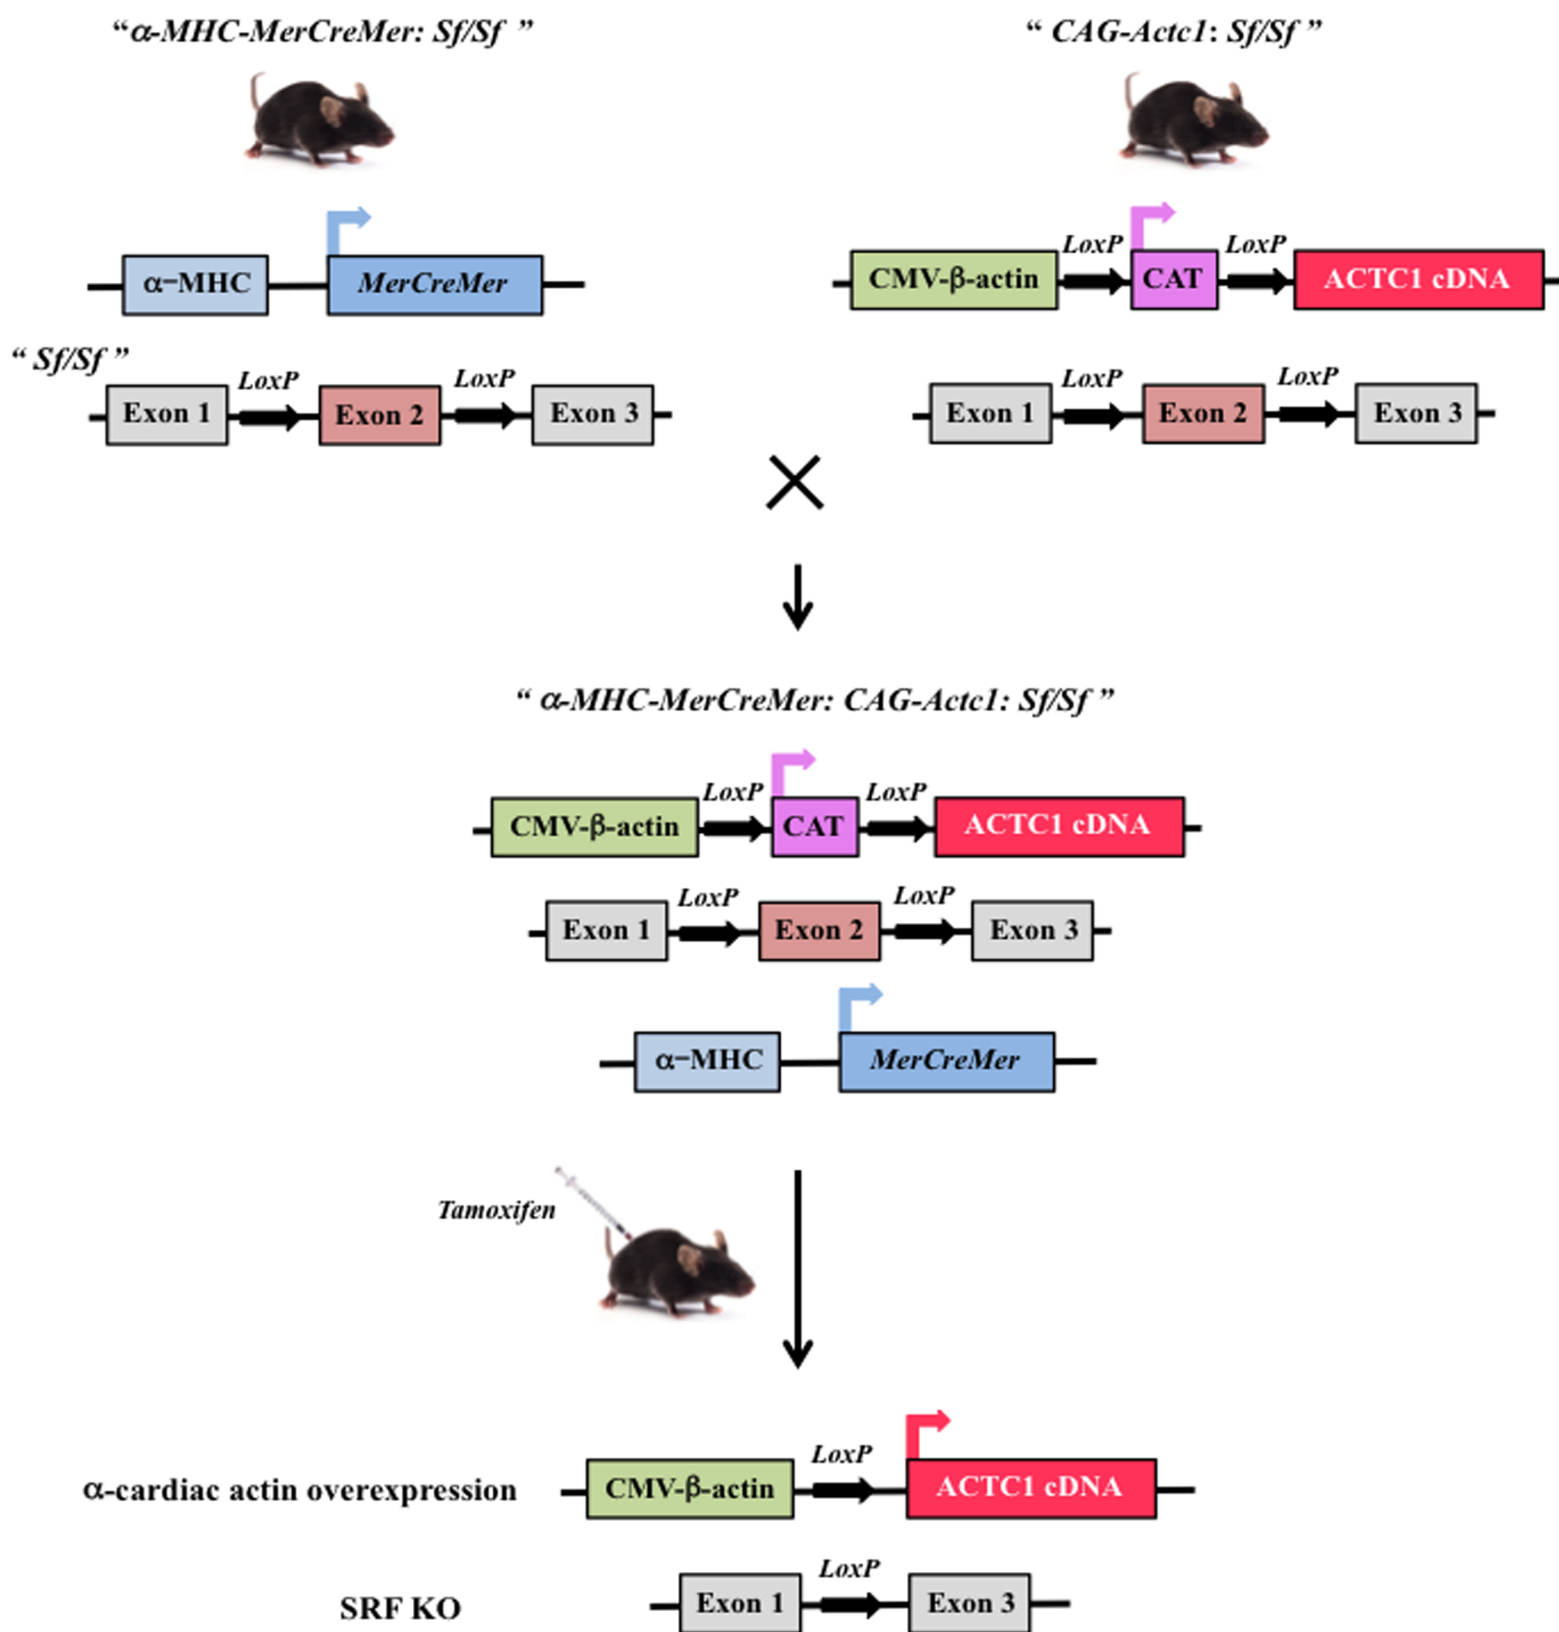 “α-MHC-MerCreMer: Sf/Sf ”
“ CAG-Actc1: Sf/Sf ”
α−MHC
MerCreMer
“ Sf/Sf ”
Exon 1
LoxP
Exon 2
LoxP
Exon 3
CMV-β-actin
LoxP
CAT
LoxP
ACTC1 cDNA
Exon 1
LoxP
Exon 2
LoxP
Exon 3
“ α-MHC-MerCreMer: CAG-Actc1: Sf/Sf ”
CMV-β-actin
LoxP
CAT
LoxP
ACTC1 cDNA
Exon 1
LoxP
Exon 2
LoxP
Exon 3
α−MHC
MerCreMer
Tamoxifen
α-cardiac actin overexpression
CMV-β-actin
LoxP
ACTC1 cDNA
SRF KO
Exon 1
LoxP
Exon 3